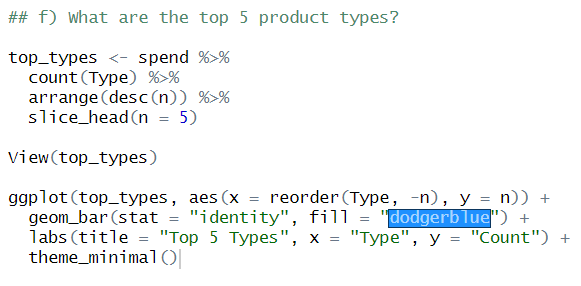 ## f) What are the top 5 product types?
top_types <- spend %>%
count(Type) %>%
arrange(desc(n)) %>%
slice_head(n = 5)
View(top_types)
ggplot(top_types, aes(x = reorder(Type, -n), y = n)) +
geom_bar(stat = "identity", fill = "dodgerblue") +
labs(title = "Top 5 Types", x = "Type", y = "Count") +
theme_minimal()